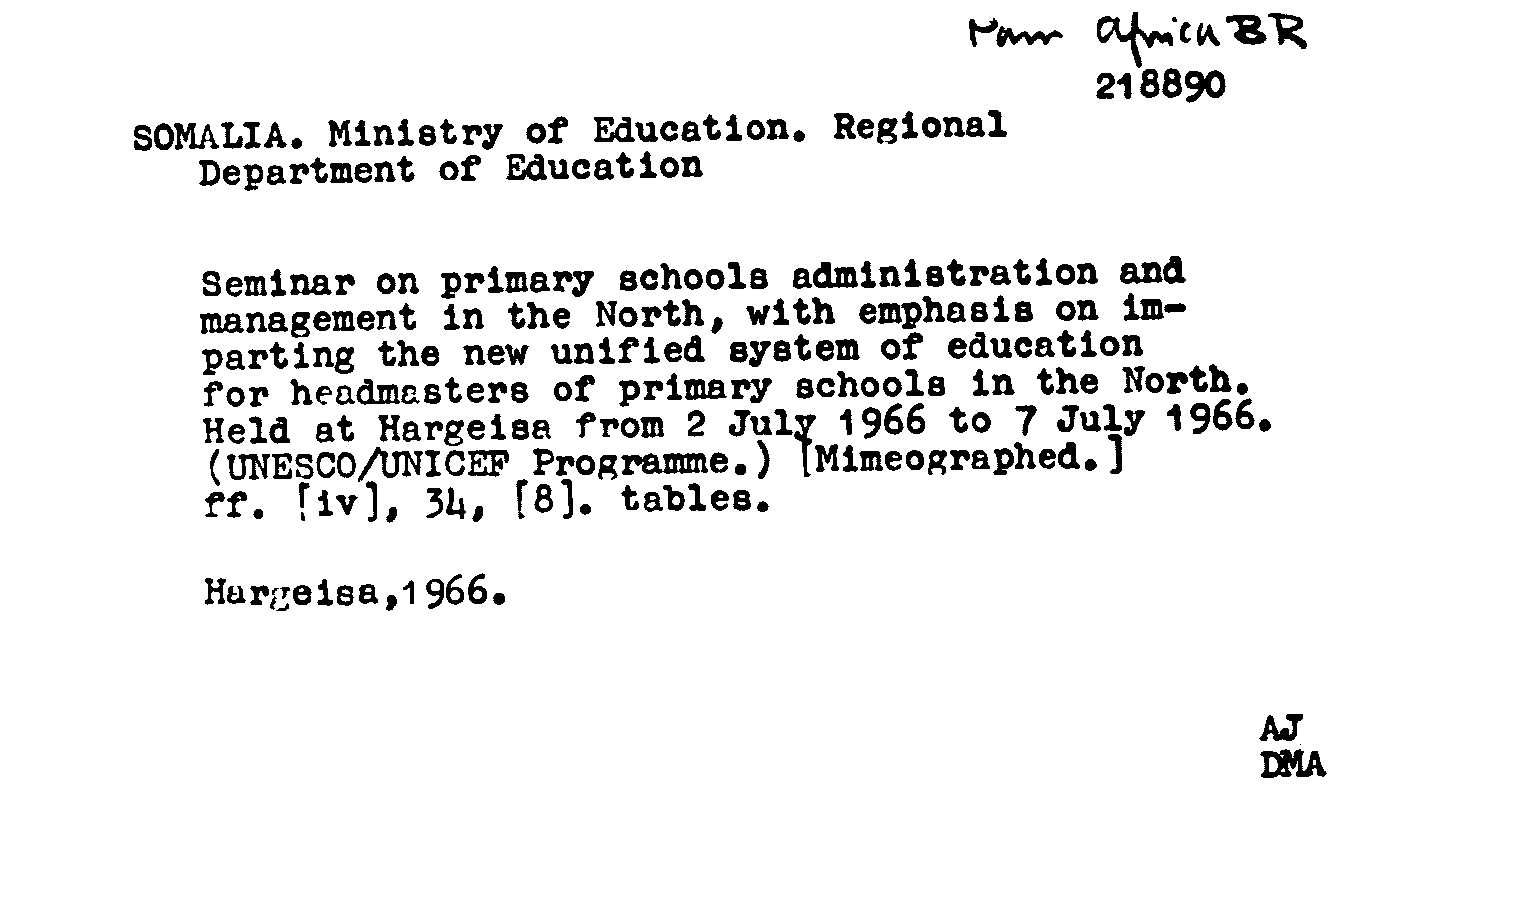 Pam Africa BR
218890
SOMALIA. Ministry of Education. Regional
Department of Education
Seminar on primary schools administration and
management in the North, with emphasis on im-
parting the new unified system of education
for headmasters of primary schools in the North.
Held at Hargeisa from 2 July 1966 to 7 July 1966.
(UNESCO/UNICEF Programme.) [Mimeographed.]
ff. [iv], 34, [8]. tables.
Hargeisa,1966.
AJ
DMA